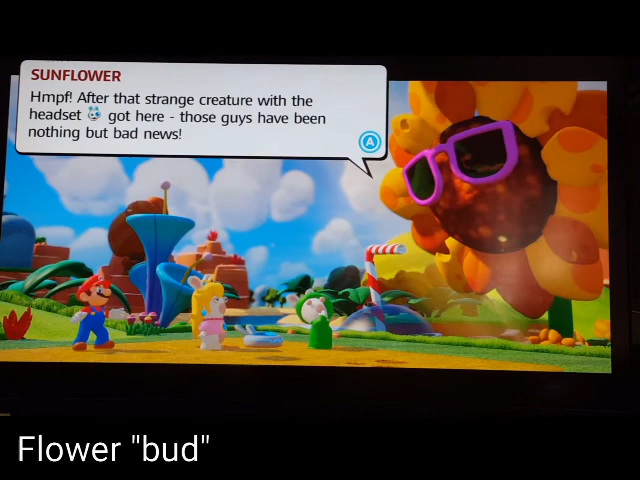 SUNFLOWER
Hmpf! After that strange creature with the
headset got here - those guys have been
nothing but bad news!
A
Flower "bud"